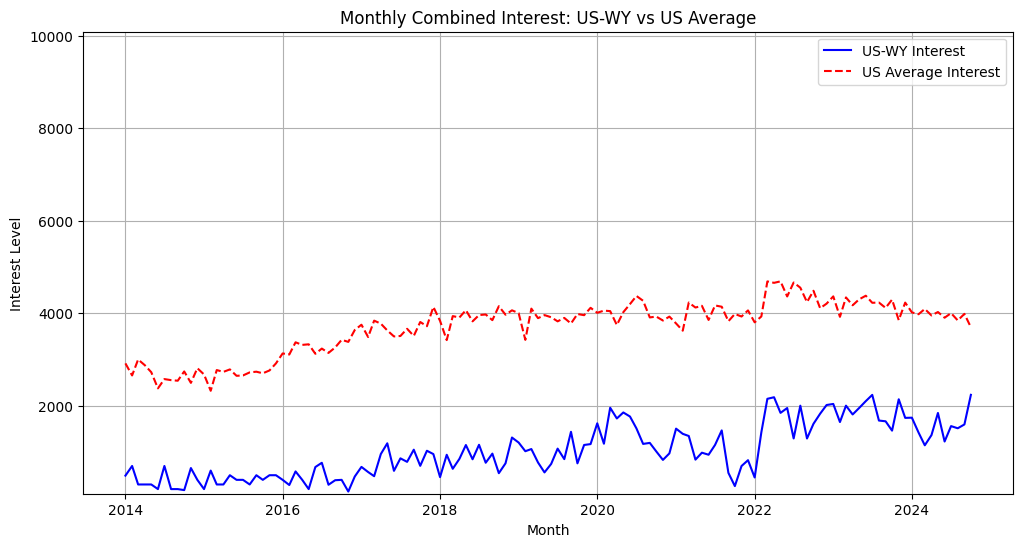 Monthly Combined Interest: US-WY vs US Average
10000
8000
6000
4000
2000
Interest Level
US-WY Interest
US Average Interest
2014
2016
2018
2020
2022
2024
Month